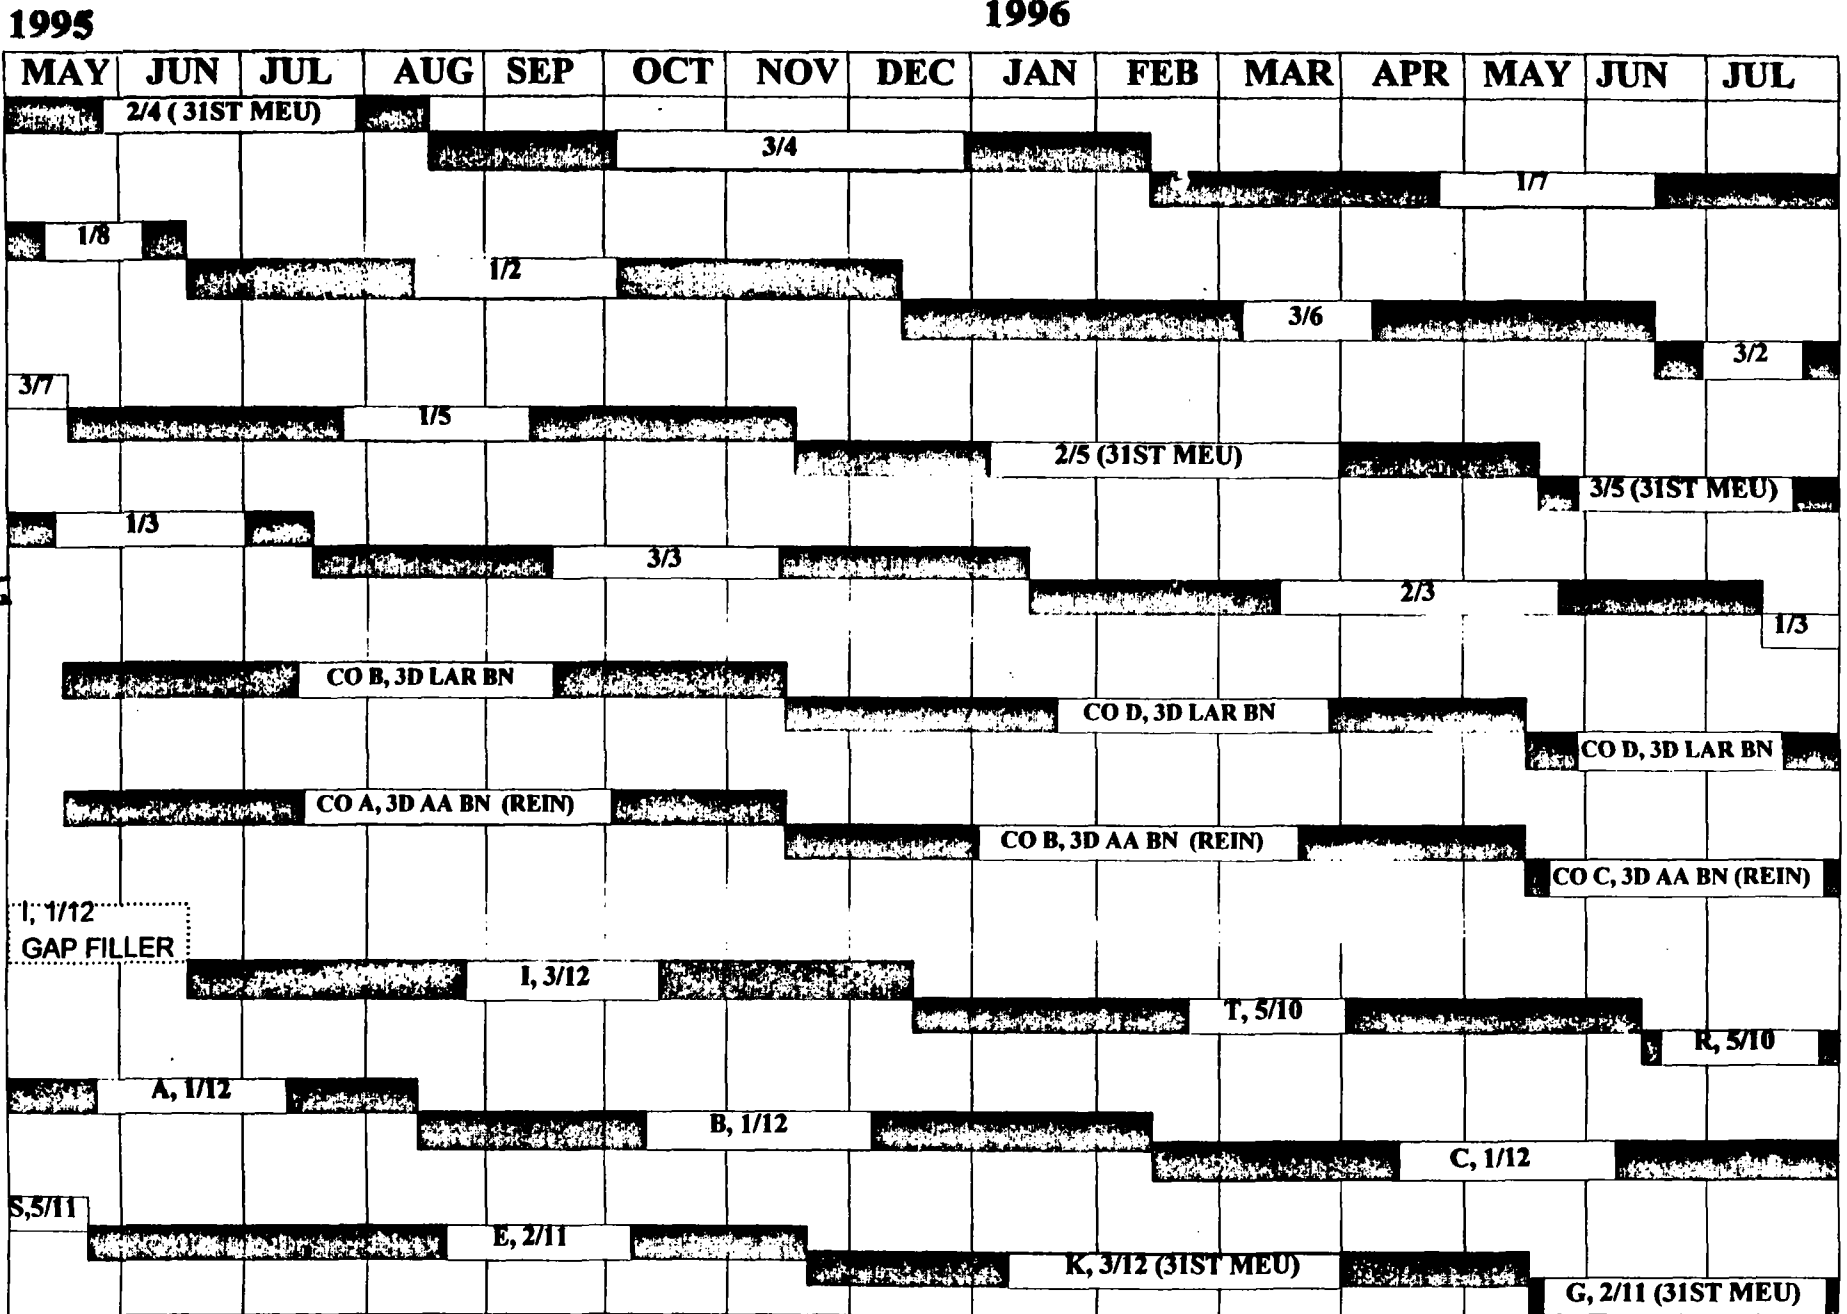 1995 1996
MAY JUN JUL AUG SEP OCT NOV DEC JAN FEB MAR APR MAY JUN JUL
2/4 ( 31ST MEU)
3/4
1/7
1/8
1/2
3/6
3/2
3/7
1/5
2/5 (31ST MEU)
3/5 (31ST MEU)
1/3
3/3
2/3
1/3
CO B, 3D LAR BN
CO D, 3D LAR BN
CO D, 3D LAR BN
CO A, 3D AA BN (REIN)
CO B, 3D AA BN (REIN)
CO C, 3D AA BN (REIN)
I, 1/12
GAP FILLER
I, 3/12
T, 5/10
R, 5/10
A, 1/12
B, 1/12
C, 1/12
S,5/11
E, 2/11
K, 3/12 (31ST MEU)
G, 2/11 (31ST MEU)